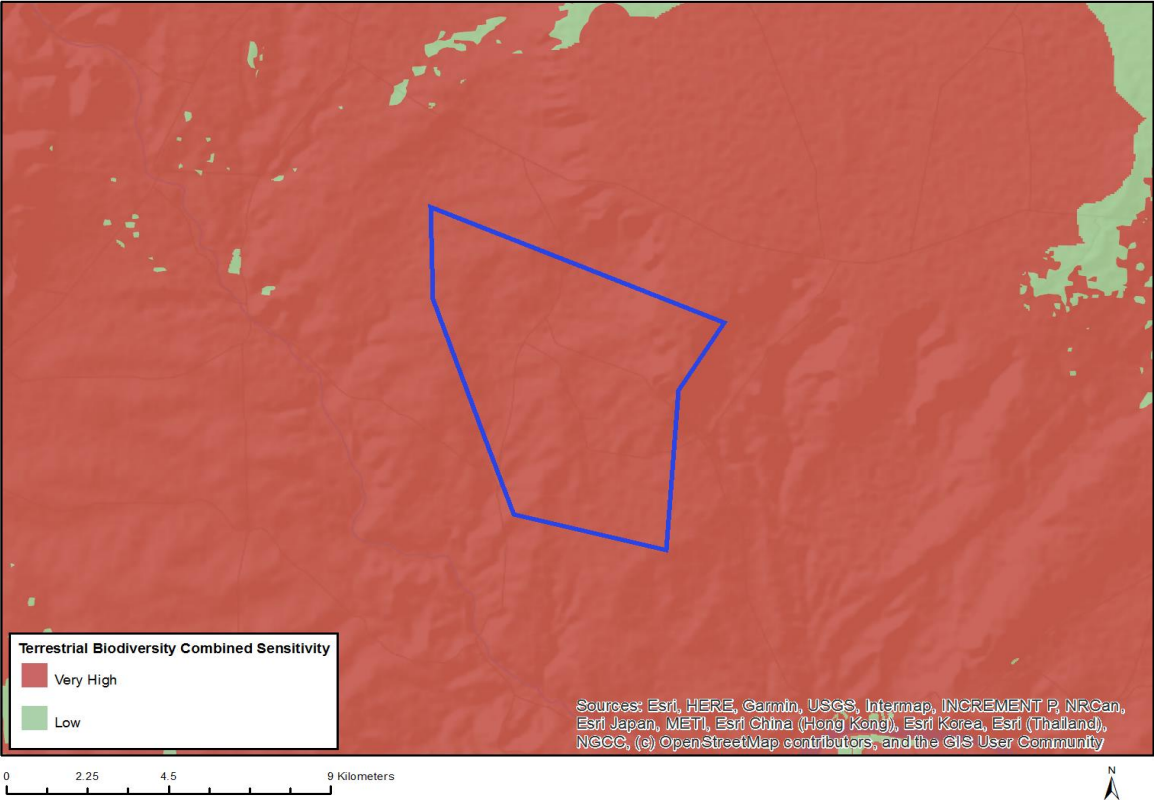 Terrestrial Biodiversity Combined Sensitivity
Very High
Low
Sources: Esri, HERE, Garmin, USGS, Intermap, INCREMENT P, NRCan,
Esri Japan, METI, Esri China (Hong Kong), Esri Korea, Esri (Thailand),
NGCC, (c) OpenStreetMap contributors, and the GIS User Community
0 2.25 4.5 9 Kilometers
N